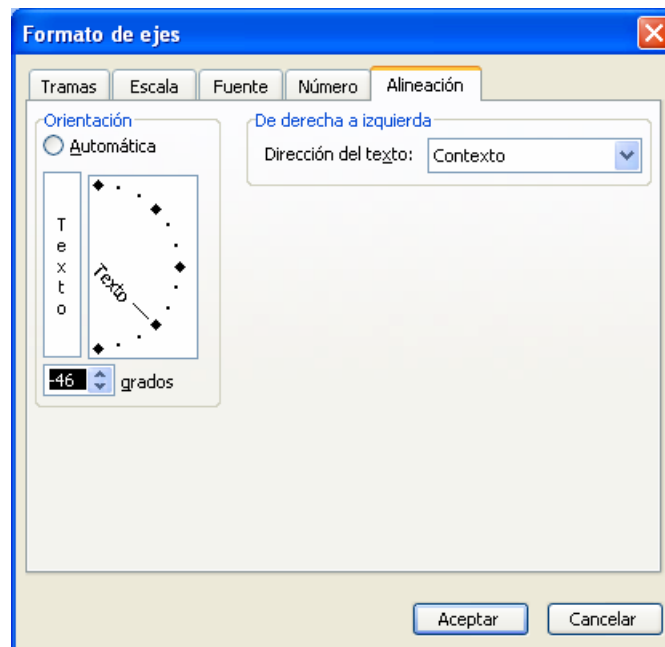 Formato de ejes
Tramas Escala Fuente Número Alineación
Orientación
Automática
Texto
Texto
-46 grados
De derecha a izquierda
Dirección del texto: Contexto
Aceptar Cancelar